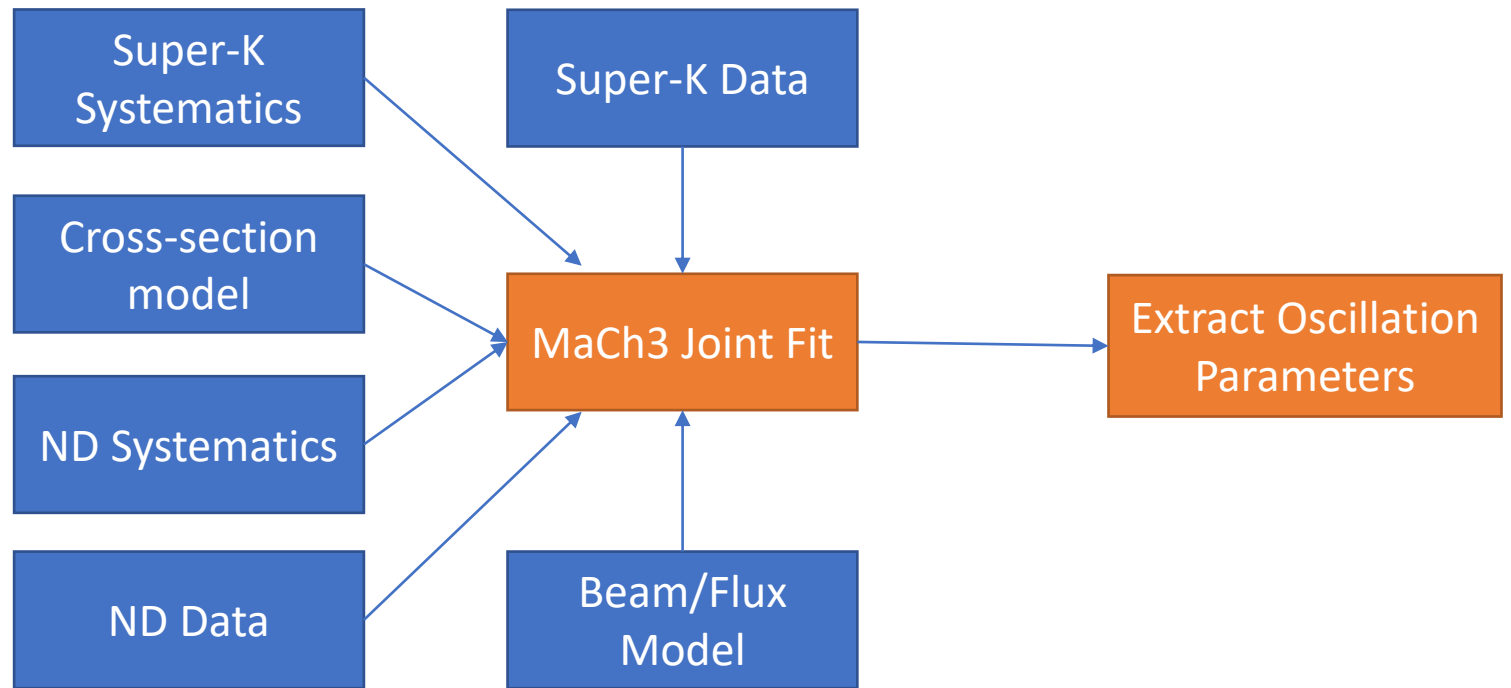 Super-K
Systematics
Super-K Data
Cross-section
model
MaCh3 Joint Fit
Extract Oscillation
Parameters
ND Systematics
ND Data
Beam/Flux
Model